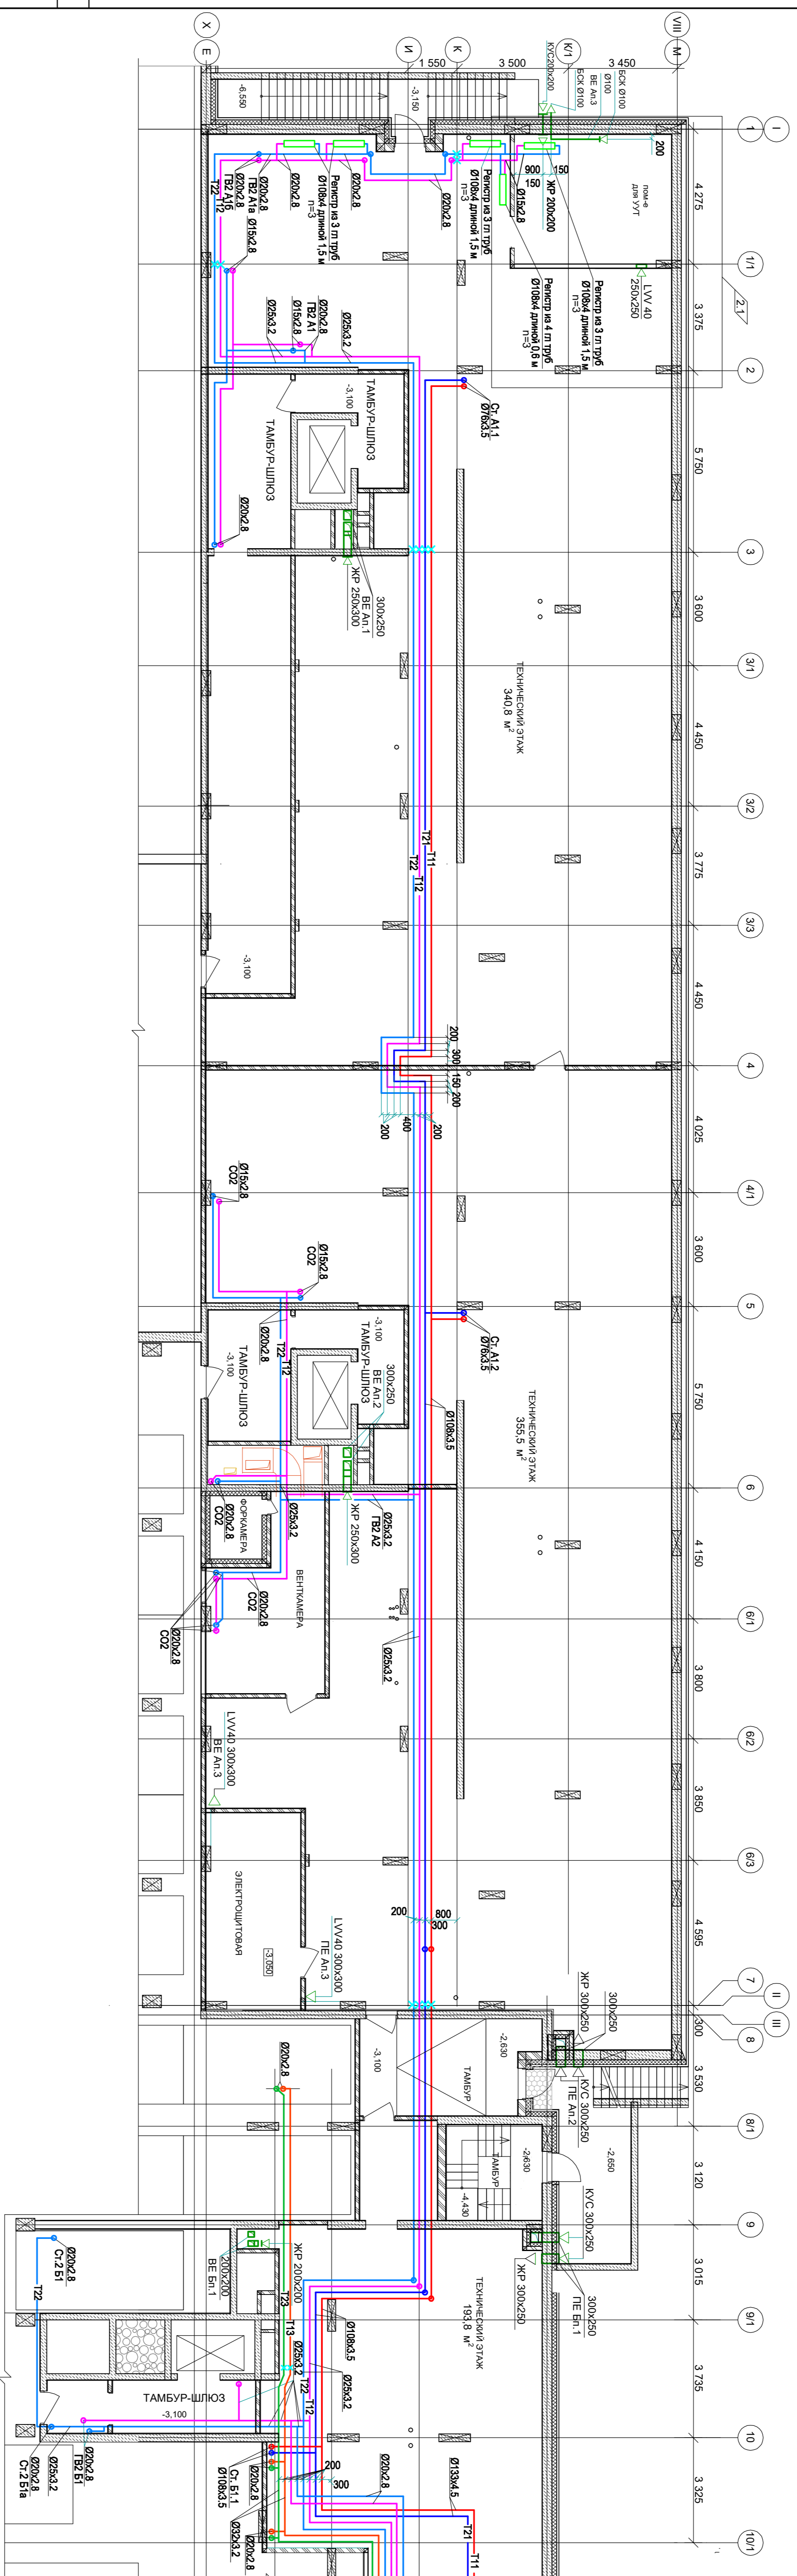 X
E
И
К
К/1
VIII
М
1 550
3 500
3 450
КУС200х200
БСК Ø100
ВЕ Ап.3
Ø100
БСК Ø100
-6,550
-3,150
1
I
200
4 275
пом-е
для УУТ
900
150
150
ЖР 200х200
Ø15х2,8
Регистр из 3 гл труб
Ø108х4 длиной 1,5 м
n=3
Ø20х2,8
Ø20х2,8
Регистр из 3 гл труб
Ø108х4 длиной 1,5 м
n=3
Ø20х2,8
Ø20х2,8
ГВ2 А1а
Ø20х2,8
ГВ2 А1б
Т12
Т22
Ø15х2,8
1/1
LVV 40
250х250
2,1
Регистр из 3 гл труб
Ø108х4 длиной 1,5 м
n=3
Регистр из 4 гл труб
Ø108х4 длиной 0,6 м
n=3
3 375
Ø25х3,2
Ø20х2,8
ГВ2 А1
Ø15х2,8
Ø25х3,2
2
Ст. А1.1
Ø76х3,5
ТАМБУР-ШЛЮЗ
-3,100
ТАМБУР-ШЛЮЗ
5 750
Ø20х2,8
3
300х250
ВЕ Ап.1
ЖР 250х300
3 600
ТЕХНИЧЕСКИЙ ЭТАЖ
340,8 м²
3/1
4 450
3/2
Т11
Т21
Т12
Т22
3 775
3/3
-3,100
4 450
200
300
150
200
4
200
400
200
4 025
Ø15х2,8
СО2
4/1
Ø15х2,8
СО2
3 600
5
Ст. А1.2
Ø76х3,5
Ø20х2,8
Т12
Т22
-3,100
ТАМБУР-ШЛЮЗ
-3,100
ТАМБУР-ШЛЮЗ
300х250
ВЕ Ап.2
Ø108х3,5
ТЕХНИЧЕСКИЙ ЭТАЖ
355,5 м²
5 750
6
ЖР 250х300
Ø25х3,2
ГВ2 А2
Ø25х3,2
ФОРКАМЕРА
Ø20х2,8
СО2
4 150
ВЕНТКАМЕРА
Ø20х2,8
СО2
Ø20х2,8
СО2
6/1
Ø25х3,2
3 800
6/2
LVV40 300х300
ВЕ Ап.3
3 850
6/3
ЭЛЕКТРОЩИТОВАЯ
-3,050
LVV40 300х300
ПЕ Ап.3
200
800
300
4 595
7
II
III
8
300
ЖР 300х250
300х250
-3,100
-2,630
ТАМБУР
Ø20х2,8
КУС 300х250
ПЕ Ап.2
3 530
8/1
-2,650
-2,630
ТАМБУР
-4,430
3 120
9
КУС 300х250
ЖР 300х250
300х250
ПЕ Бп.1
Ø20х2,8
Ст.2 Б1
200х200
ВЕ Бп.1
ЖР 200х200
3 015
Т22
Т23
Т13
ТЕХНИЧЕСКИЙ ЭТАЖ
193,8 м²
9/1
Ø108х3,5
Ø25х3,2
Ø25х3,2
Т22
Т12
3 735
ТАМБУР-ШЛЮЗ
-3,100
10
Ø20х2,8
ГВ2 Б1
Ø25х3,2
Ø20х2,8
Ст.2 Б1а
Ø20х2,8
Ст. Б1.1
Ø108х3,5
200
300
Ø20х2,8
Ø133х4,5
Ø32х3,2
Ø20х2,8
3 325
Т21
Т11
10/1